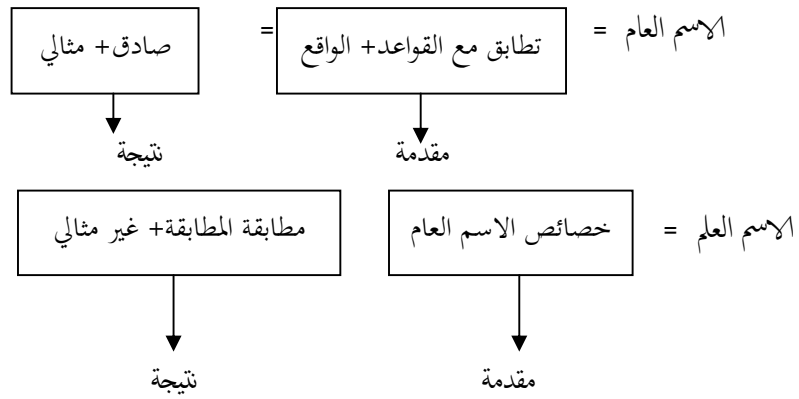 الاسم العام = تطابق مع القواعد+ الواقع = صادق+ مثالي
مقدمة نتيجة
الاسم العلم = خصائص الاسم العام مطابقة المطابقة+ غير مثالي
مقدمة نتيجة